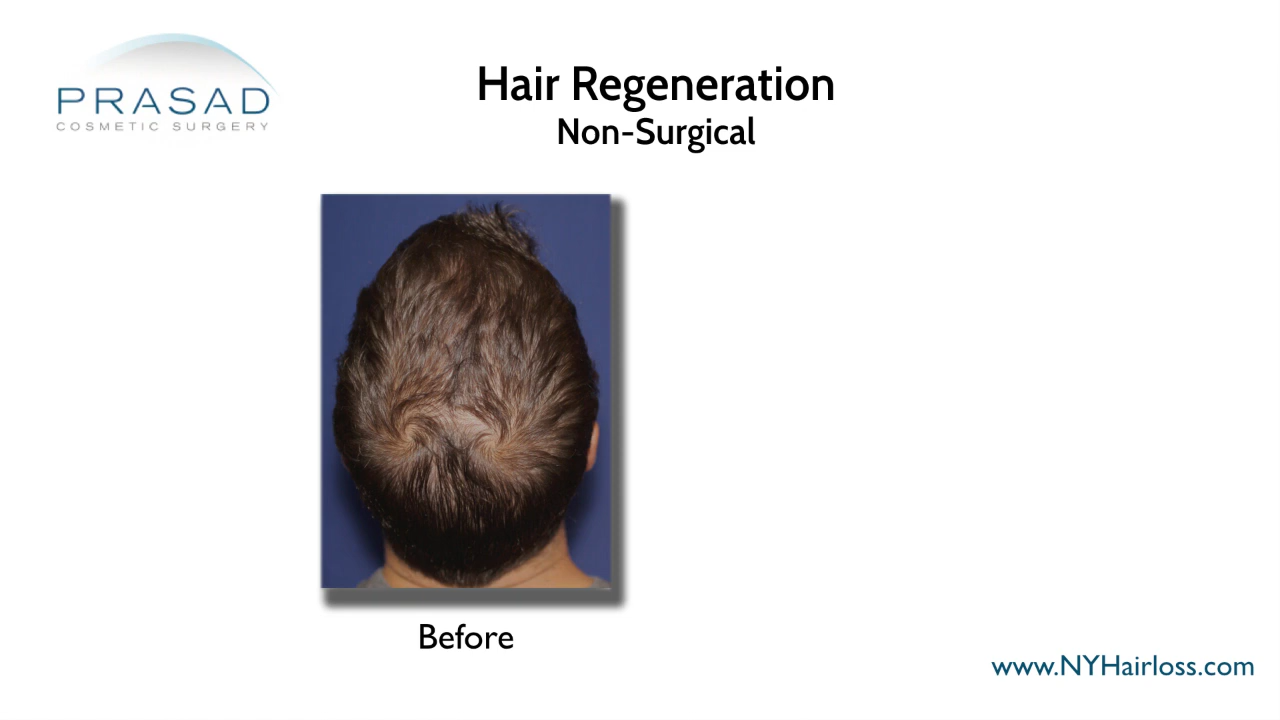 PRASAD
COSMETIC SURGERY
Hair Regeneration
Non-Surgical
Before
www.NYHairloss.com